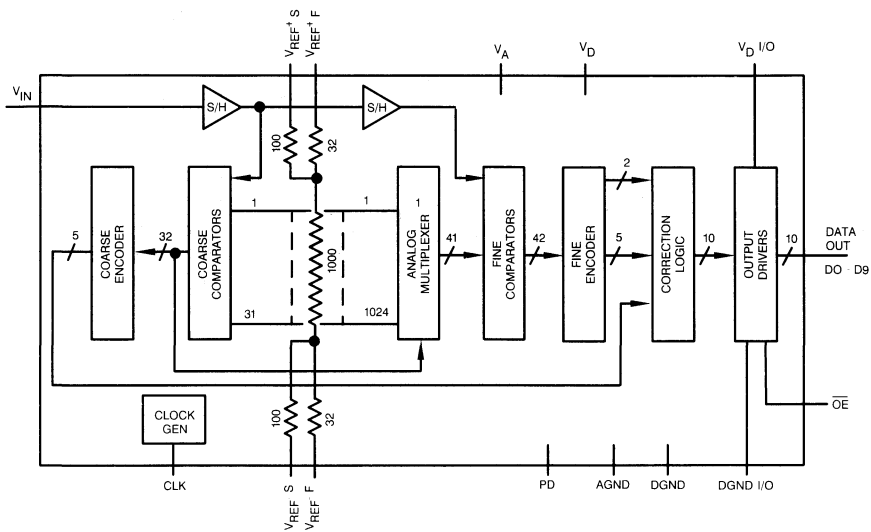 VREF+ S
VREF+ F
VA
VD
VD I/O
VIN
S/H
S/H
100
32
5
COARSE
ENCODER
32
COARSE
COMPARATORS
1
31
1000
1
1024
1
ANALOG
MULTIPLEXER
41
FINE
COMPARATORS
42
FINE
ENCODER
2
5
CORRECTION
LOGIC
10
OUTPUT
DRIVERS
10
DATA
OUT
DO - D9
CLOCK
GEN
100
32
OE
CLK
VREF- S
VREF- F
PD
AGND
DGND
DGND I/O